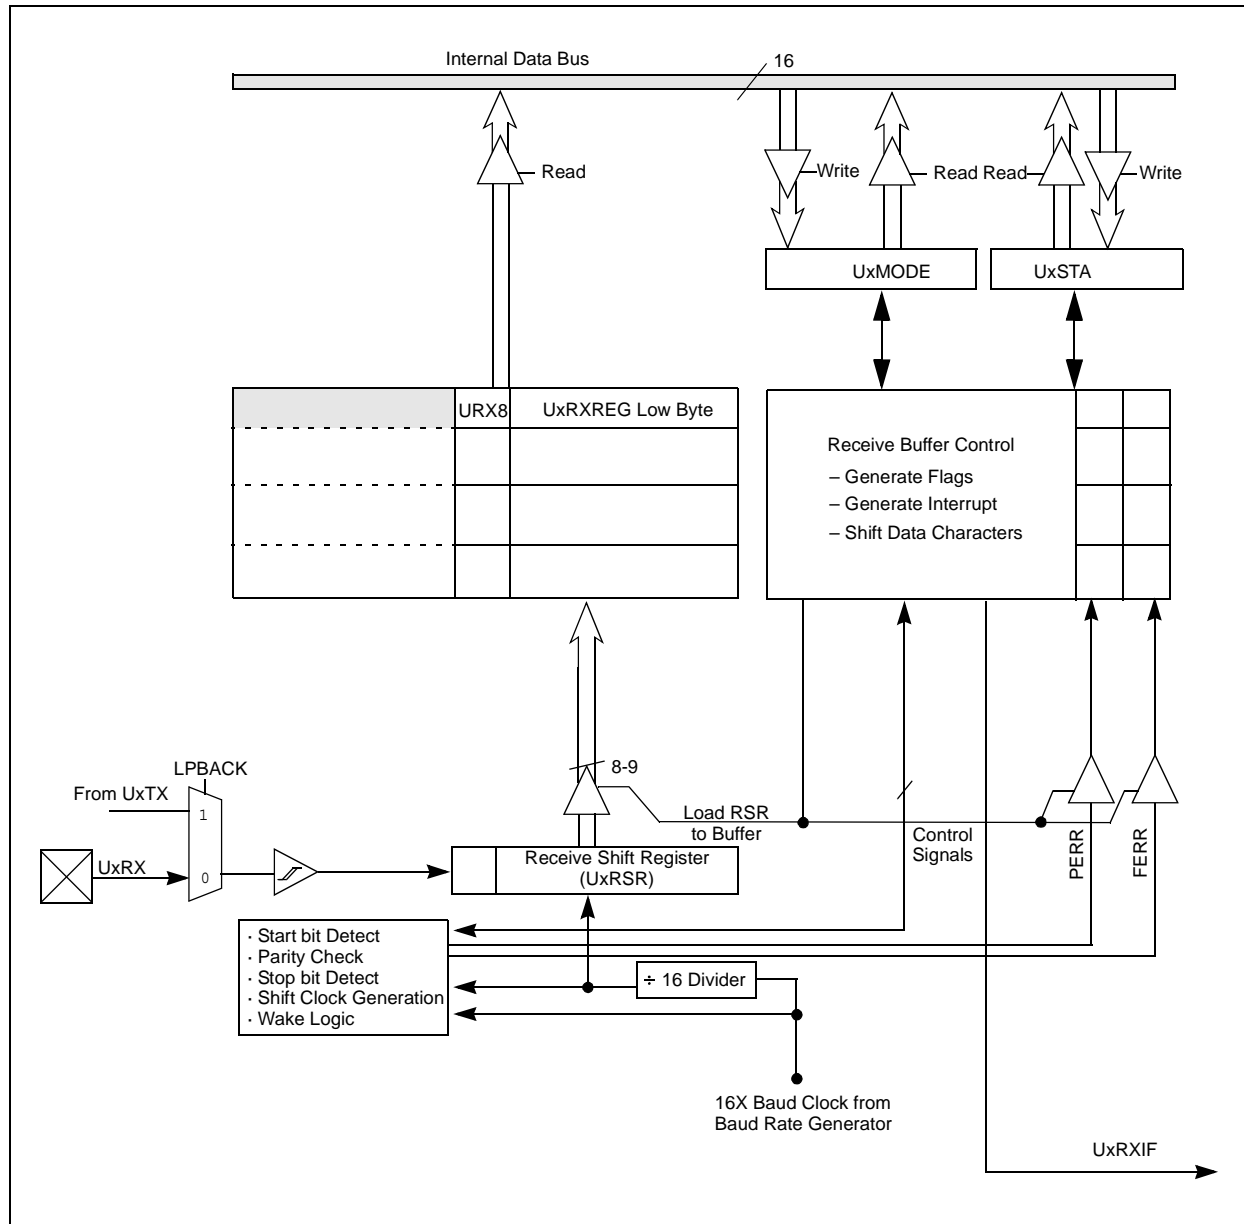 Internal Data Bus
16
Read
Write
Read Read
Write
UxMODE
UxSTA
URX8
UxRXREG Low Byte
Receive Buffer Control
– Generate Flags
– Generate Interrupt
– Shift Data Characters
8-9
LPBACK
From UxTX
1
0
UxRX
Load RSR
to Buffer
Control
Signals
PERR
FERR
Receive Shift Register
(UxRSR)
· Start bit Detect
· Parity Check
· Stop bit Detect
· Shift Clock Generation
· Wake Logic
÷ 16 Divider
16X Baud Clock from
Baud Rate Generator
UxRXIF